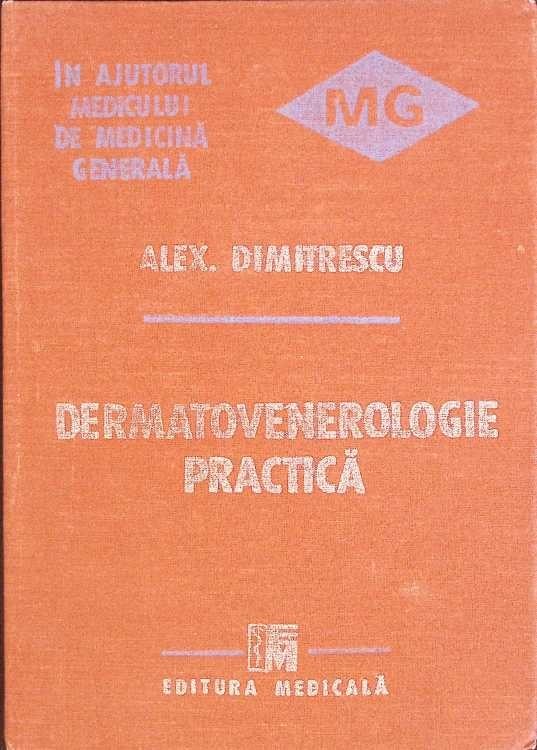 IN AJUTORUL
MEDICULUI
DE MEDICINĂ
GENERALĂ
MG
ALEX. DIMITRESCU
DERMATOVENEROLOGIE
PRACTICĂ
EDITURA MEDICALĂ